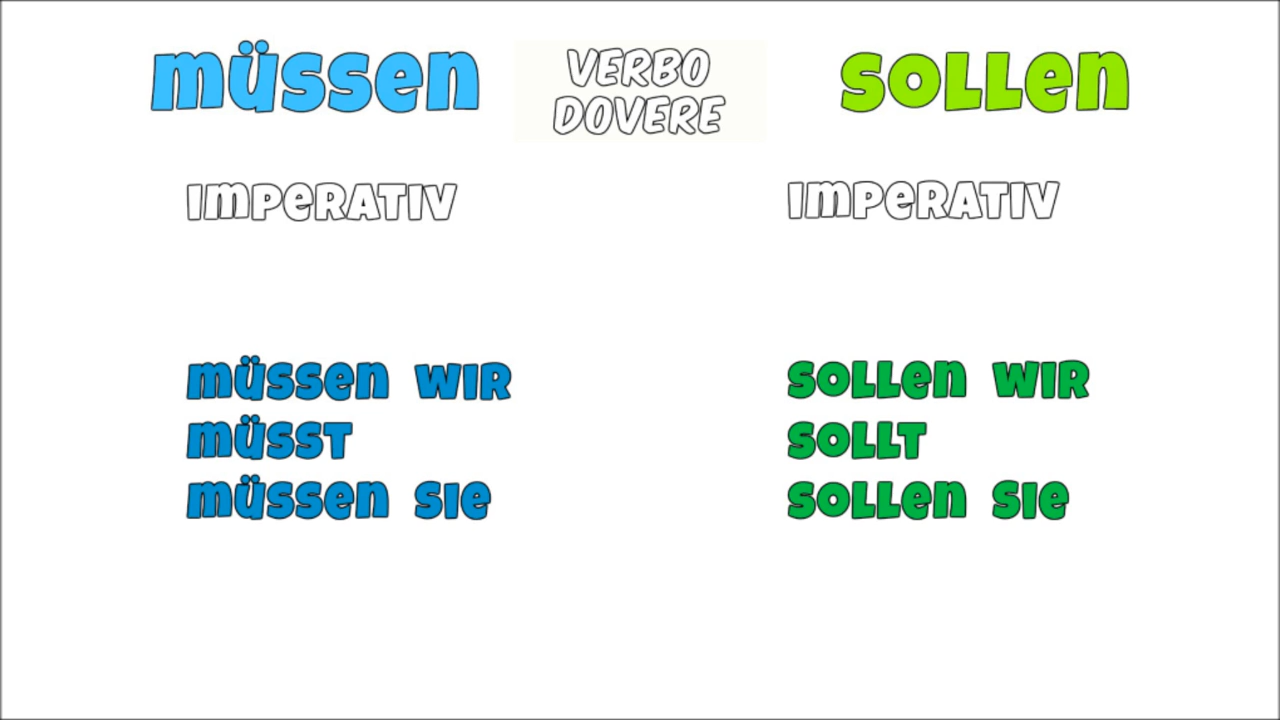 müssen
VERBO
DOVERE
sollen
Imperativ
Imperativ
müssen wir
müsst
müssen sie
sollen wir
sollt
sollen sie